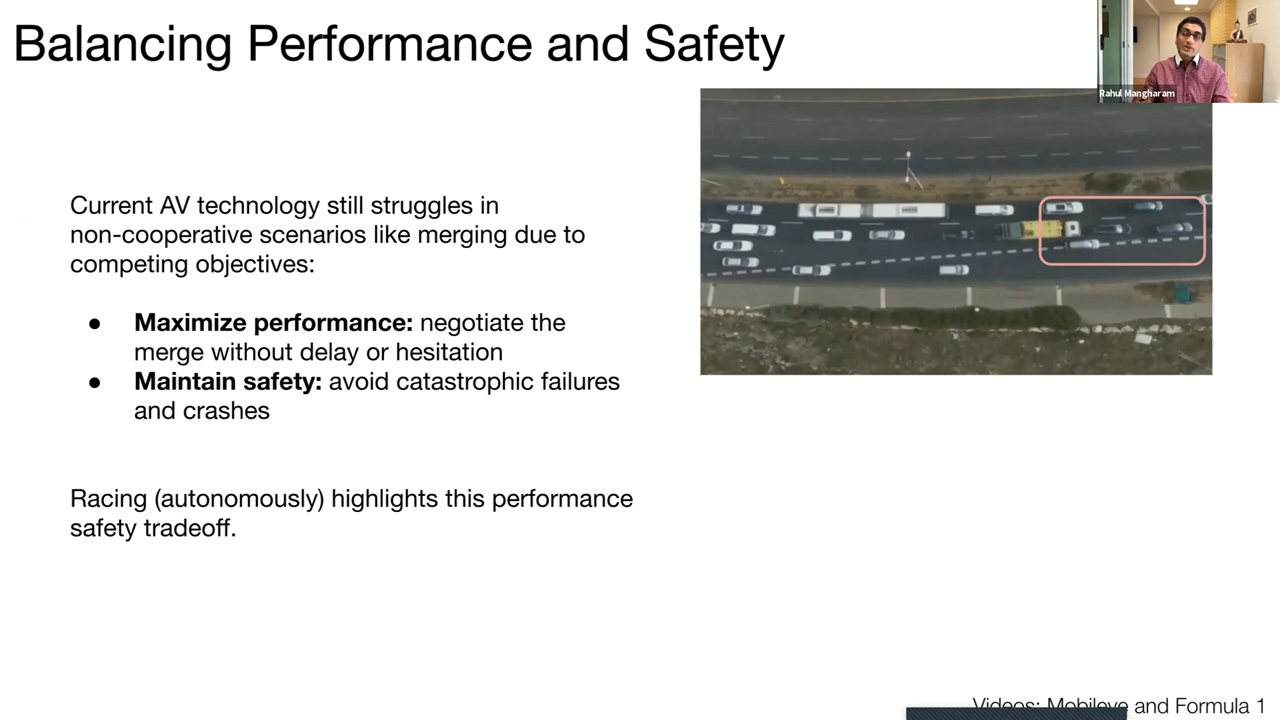 Balancing Performance and Safety
Rahul Mangharam
Current AV technology still struggles in
non-cooperative scenarios like merging due to
competing objectives:
● Maximize performance: negotiate the
merge without delay or hesitation
● Maintain safety: avoid catastrophic failures
and crashes
Racing (autonomously) highlights this performance
safety tradeoff.
Videos: Mobileye and Formula 1